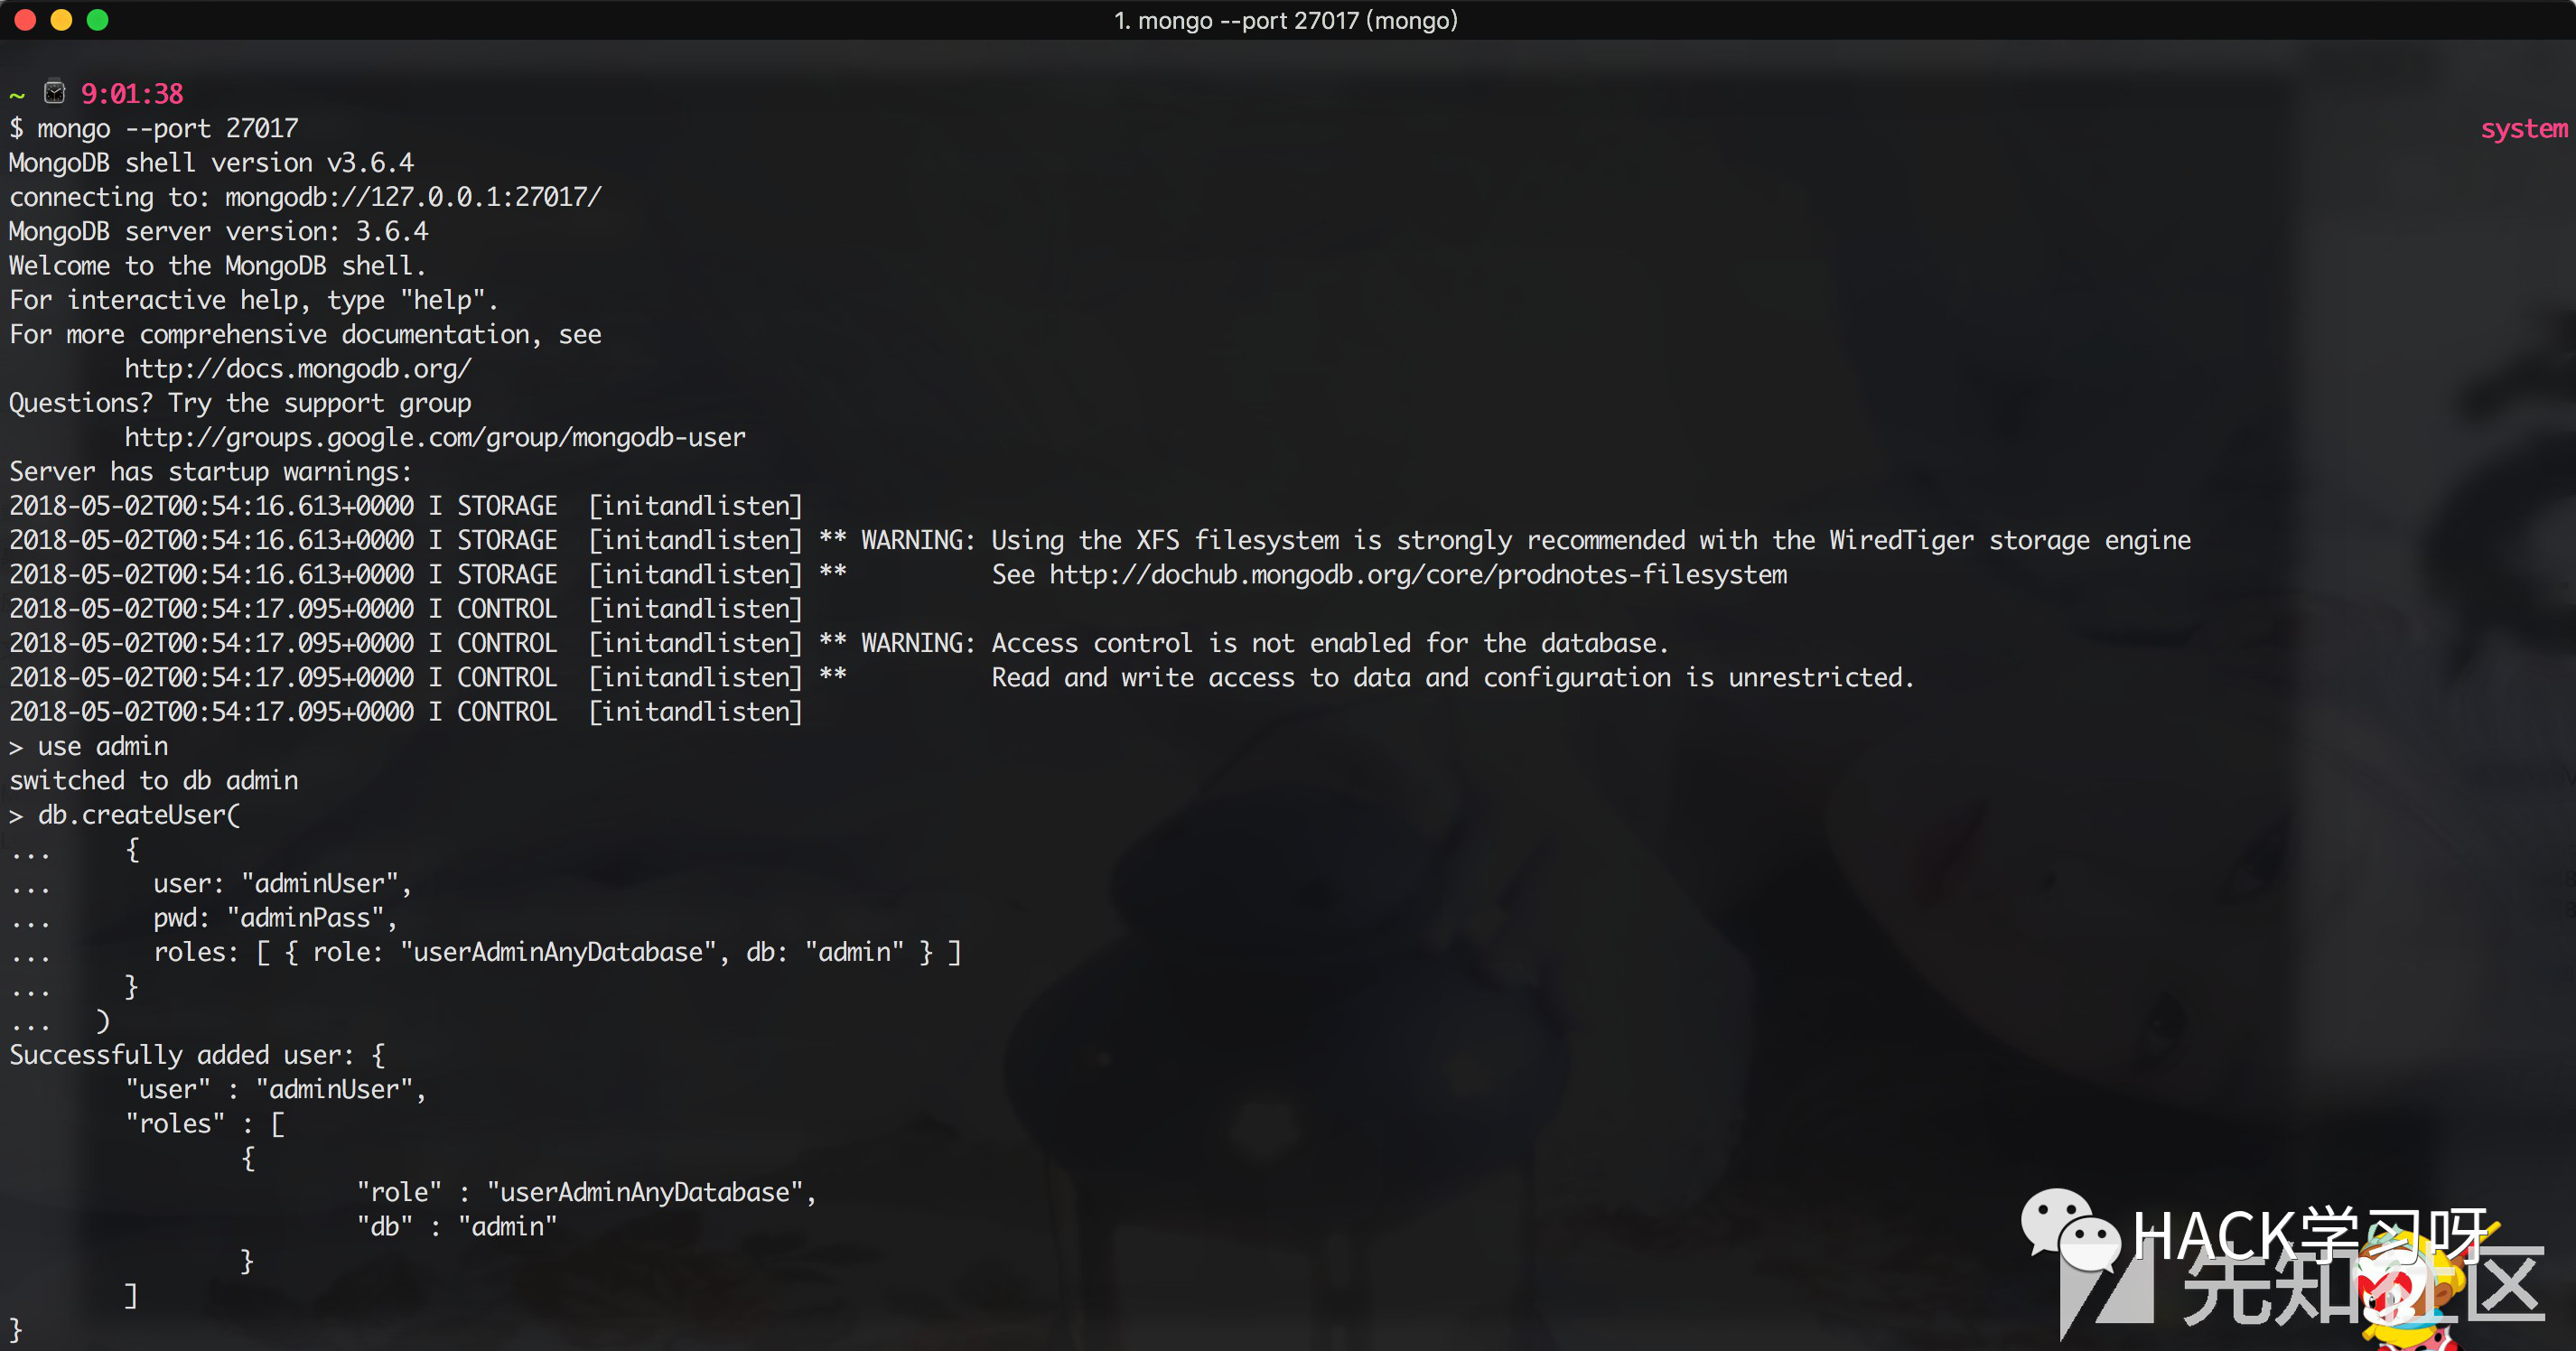 1. mongo --port 27017 (mongo)
~ 9:01:38
$ mongo --port 27017 system
MongoDB shell version v3.6.4
connecting to: mongodb://127.0.0.1:27017/
MongoDB server version: 3.6.4
Welcome to the MongoDB shell.
For interactive help, type "help".
For more comprehensive documentation, see
        http://docs.mongodb.org/
Questions? Try the support group
        http://groups.google.com/group/mongodb-user
Server has startup warnings:
2018-05-02T00:54:16.613+0000 I STORAGE  [initandlisten]
2018-05-02T00:54:16.613+0000 I STORAGE  [initandlisten] ** WARNING: Using the XFS filesystem is strongly recommended with the WiredTiger storage engine
2018-05-02T00:54:16.613+0000 I STORAGE  [initandlisten] **          See http://dochub.mongodb.org/core/prodnotes-filesystem
2018-05-02T00:54:17.095+0000 I CONTROL  [initandlisten]
2018-05-02T00:54:17.095+0000 I CONTROL  [initandlisten] ** WARNING: Access control is not enabled for the database.
2018-05-02T00:54:17.095+0000 I CONTROL  [initandlisten] **          Read and write access to data and configuration is unrestricted.
2018-05-02T00:54:17.095+0000 I CONTROL  [initandlisten]
> use admin
switched to db admin
> db.createUser(
...     {
...       user: "adminUser",
...       pwd: "adminPass",
...       roles: [ { role: "userAdminAnyDatabase", db: "admin" } ]
...     }
...   )
Successfully added user: {
        "user" : "adminUser",
        "roles" : [
                {
                        "role" : "userAdminAnyDatabase",
                        "db" : "admin"
                }
        ]
}
HACK学习呀
先知社区